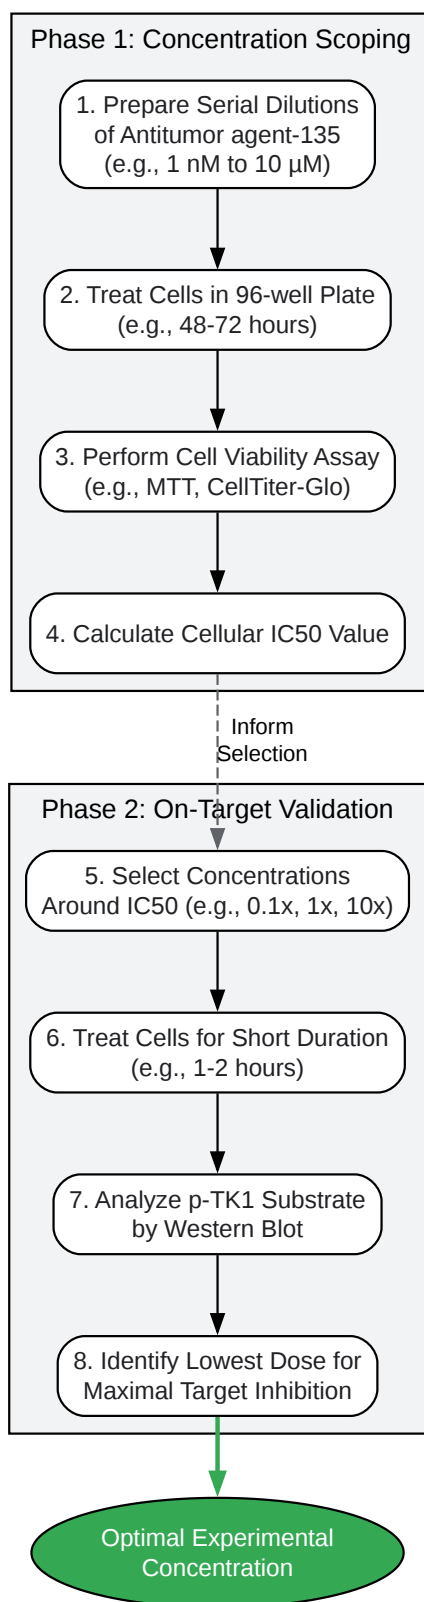 Phase 1: Concentration Scoping
1. Prepare Serial Dilutions
of Antitumor agent-135
(e.g., 1 nM to 10 µM)
2. Treat Cells in 96-well Plate
(e.g., 48-72 hours)
3. Perform Cell Viability Assay
(e.g., MTT, CellTiter-Glo)
4. Calculate Cellular IC50 Value
Inform
Selection
Phase 2: On-Target Validation
5. Select Concentrations
Around IC50 (e.g., 0.1x, 1x, 10x)
6. Treat Cells for Short Duration
(e.g., 1-2 hours)
7. Analyze p-TK1 Substrate
by Western Blot
8. Identify Lowest Dose for
Maximal Target Inhibition
Optimal Experimental
Concentration